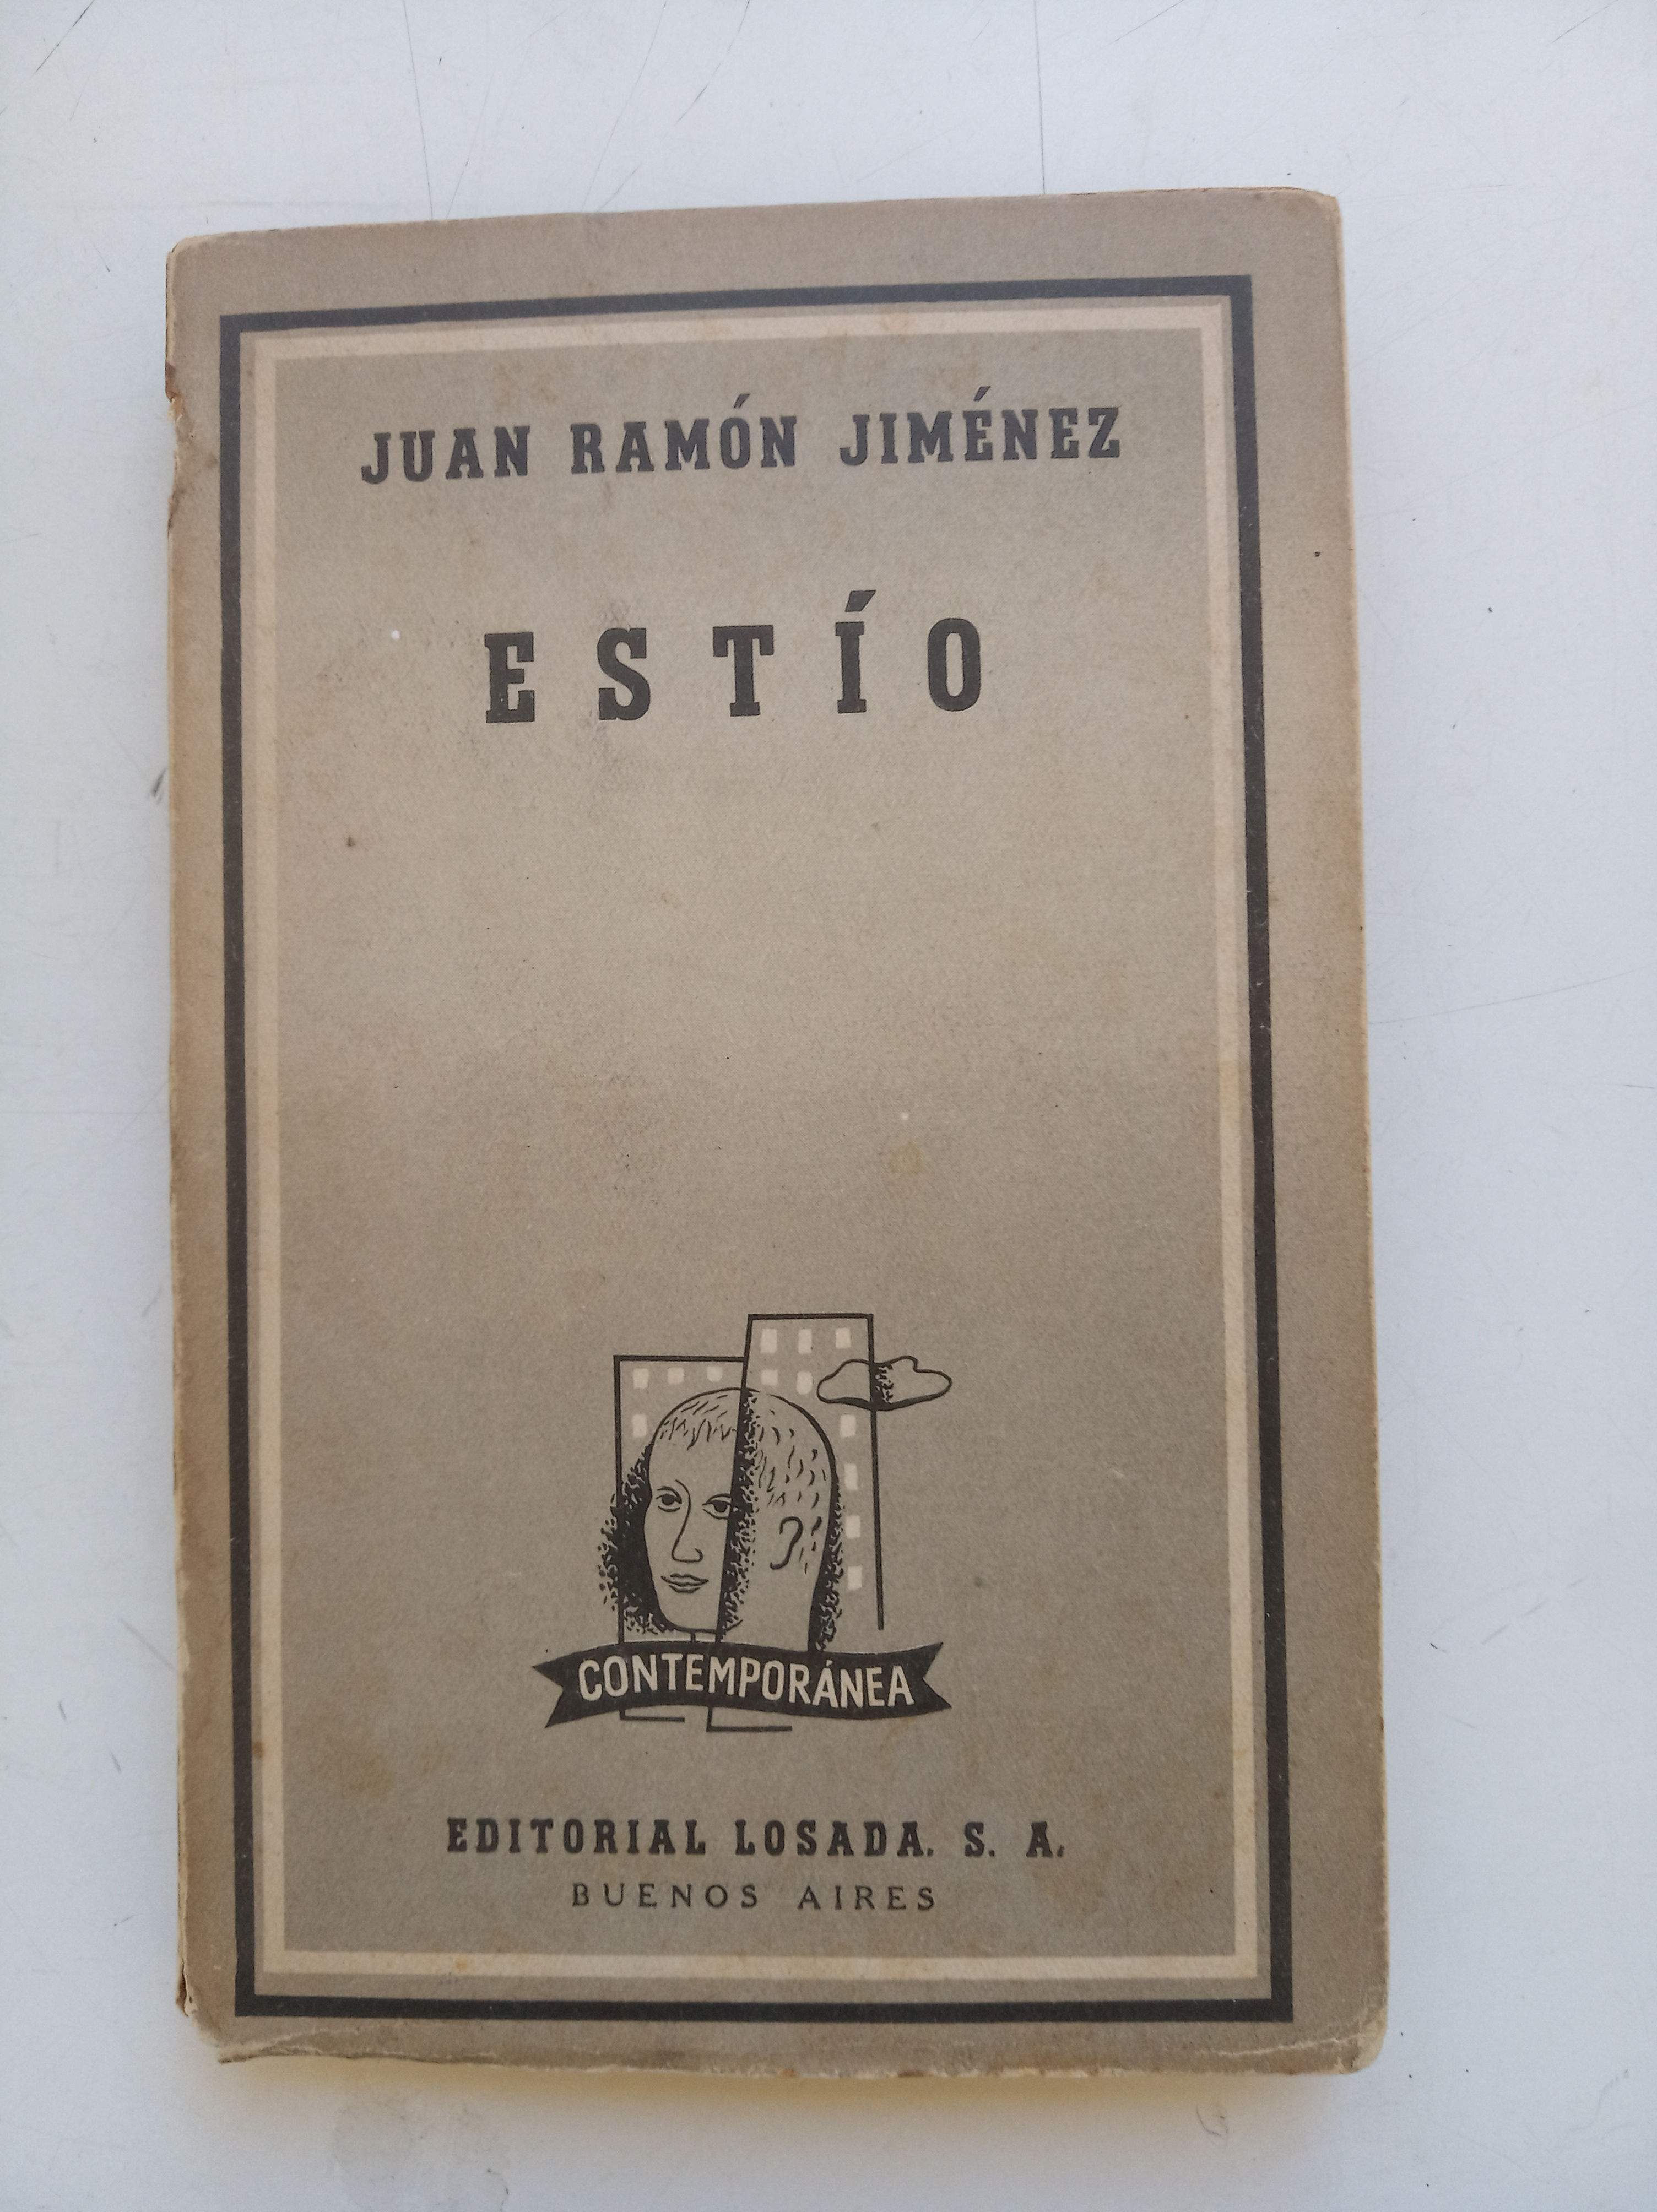 JUAN RAMÓN JIMÉNEZ
ESTÍO
CONTEMPORÁNEA
EDITORIAL LOSADA. S. A.
BUENOS AIRES